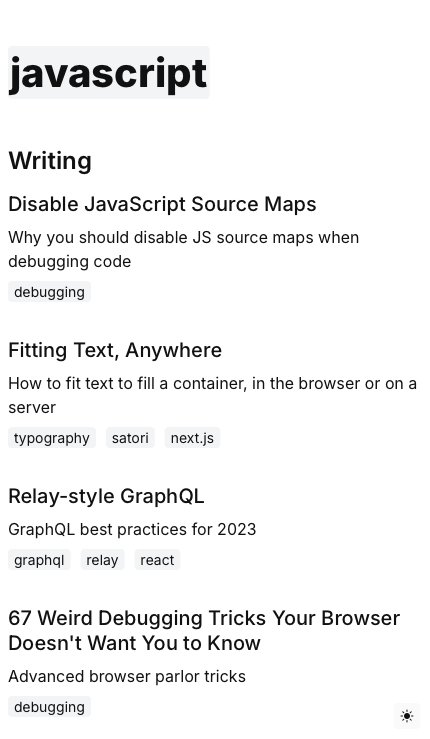 javascript
Writing
Disable JavaScript Source Maps
Why you should disable JS source maps when
debugging code
debugging
Fitting Text, Anywhere
How to fit text to fill a container, in the browser or on a
server
typography satori next.js
Relay-style GraphQL
GraphQL best practices for 2023
graphql relay react
67 Weird Debugging Tricks Your Browser
Doesn't Want You to Know
Advanced browser parlor tricks
debugging